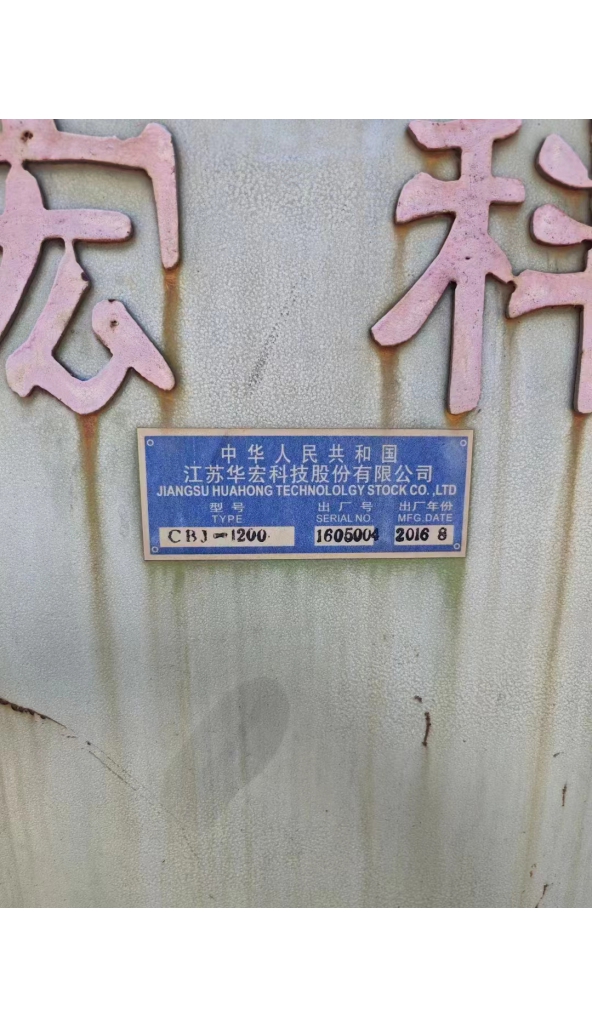 宏科
中华人民共和国
江苏华宏科技股份有限公司
JIANGSU HUAHONG TECHNOLOLGY STOCK CO. ,LTD
型号 出厂号 出厂年份
TYPE SERIAL NO. MFG.DATE
CBJ-1200 1605004 2016 8